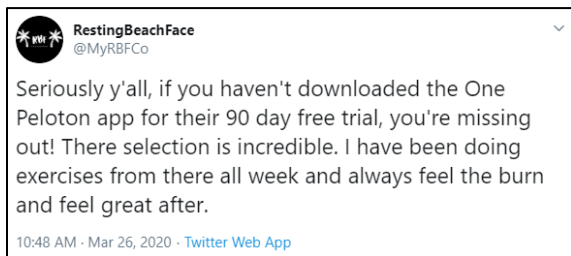 RBF
RestingBeachFace
@MyRBFCo
Seriously y'all, if you haven't downloaded the One
Peloton app for their 90 day free trial, you're missing
out! There selection is incredible. I have been doing
exercises from there all week and always feel the burn
and feel great after.
10:48 AM · Mar 26, 2020 · Twitter Web App